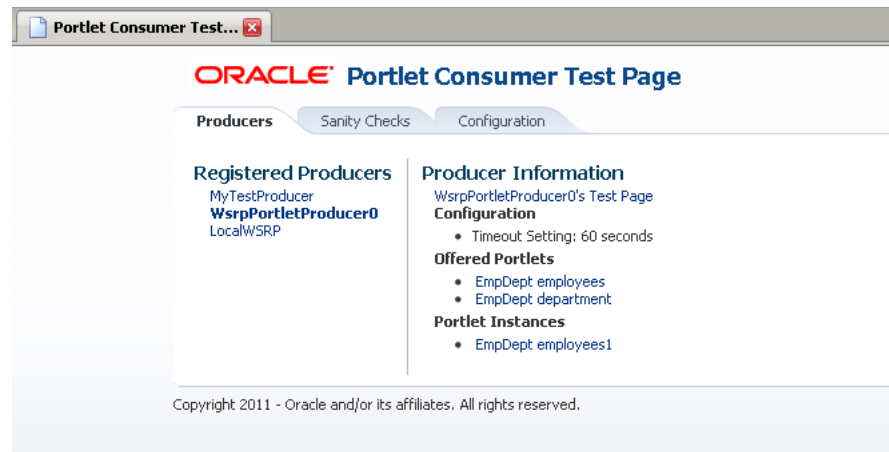 Portlet Consumer Test...
ORACLE Portlet Consumer Test Page
Producers Sanity Checks Configuration
Registered Producers
MyTestProducer
WsrpPortletProducer0
LocalWSRP
Producer Information
WsrpPortletProducer0's Test Page
Configuration
• Timeout Setting: 60 seconds
Offered Portlets
• EmpDept employees
• EmpDept department
Portlet Instances
• EmpDept employees1
Copyright 2011 - Oracle and/or its affiliates. All rights reserved.